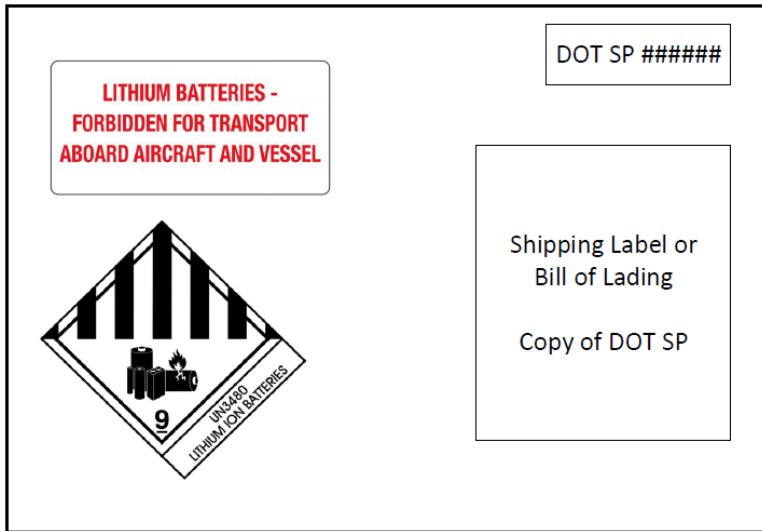 DOT SP ######
LITHIUM BATTERIES -
FORBIDDEN FOR TRANSPORT
ABOARD AIRCRAFT AND VESSEL
Shipping Label or
Bill of Lading
Copy of DOT SP
9
UN3480
LITHIUM ION BATTERIES